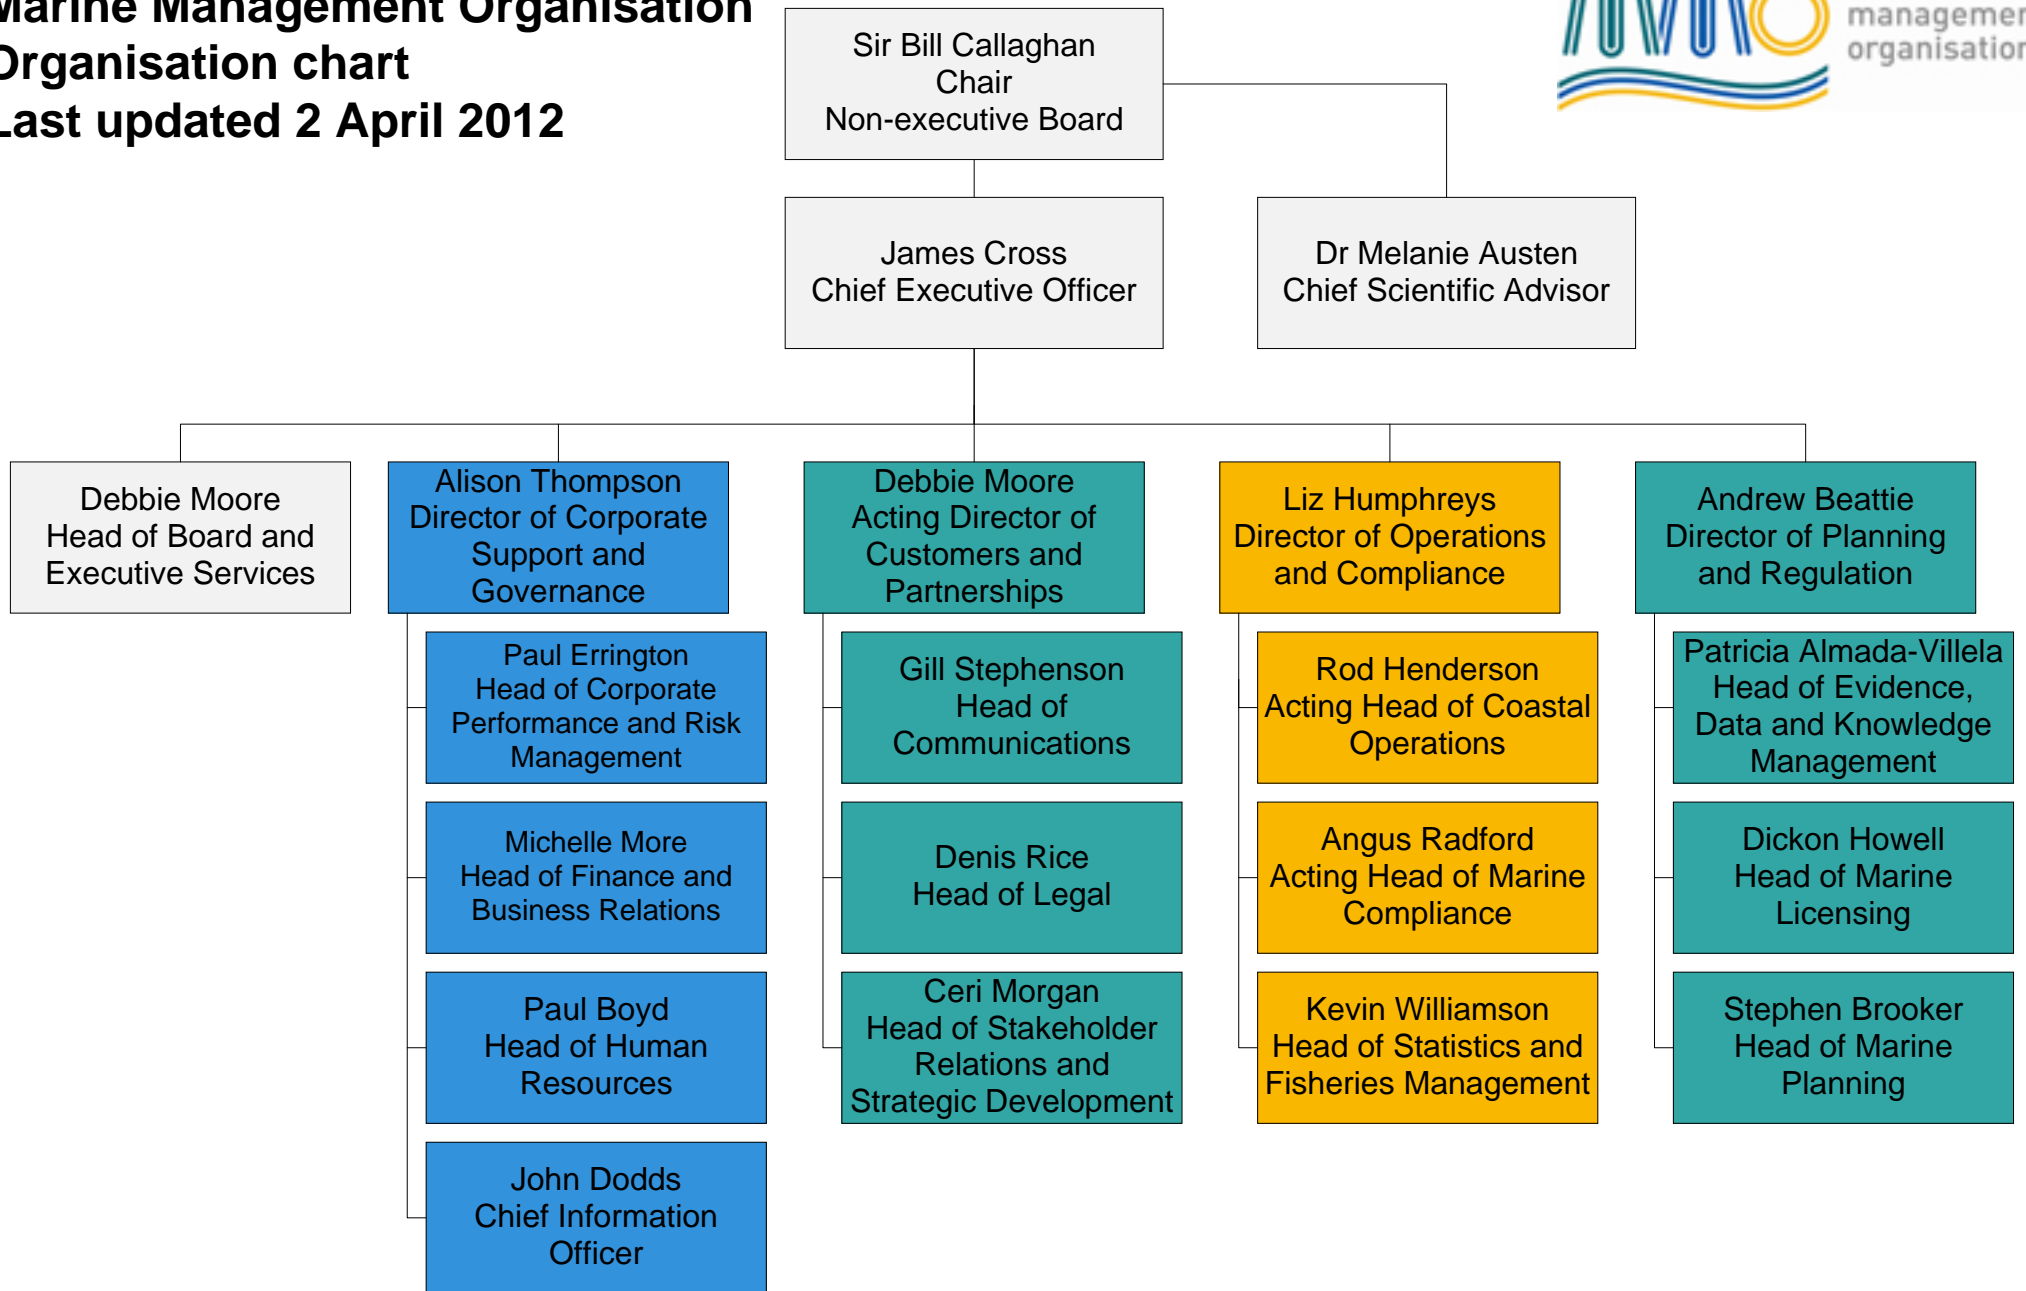 Marine Management Organisation
Organisation chart
Last updated 2 April 2012
management
organisation
Sir Bill Callaghan
Chair
Non-executive Board
James Cross
Chief Executive Officer
Dr Melanie Austen
Chief Scientific Advisor
Debbie Moore
Head of Board and
Executive Services
Alison Thompson
Director of Corporate
Support and
Governance
Debbie Moore
Acting Director of
Customers and
Partnerships
Liz Humphreys
Director of Operations
and Compliance
Andrew Beattie
Director of Planning
and Regulation
Paul Errington
Head of Corporate
Performance and Risk
Management
Gill Stephenson
Head of
Communications
Rod Henderson
Acting Head of Coastal
Operations
Patricia Almada-Villela
Head of Evidence,
Data and Knowledge
Management
Michelle More
Head of Finance and
Business Relations
Denis Rice
Head of Legal
Angus Radford
Acting Head of Marine
Compliance
Dickon Howell
Head of Marine
Licensing
Paul Boyd
Head of Human
Resources
Ceri Morgan
Head of Stakeholder
Relations and
Strategic Development
Kevin Williamson
Head of Statistics and
Fisheries Management
Stephen Brooker
Head of Marine
Planning
John Dodds
Chief Information
Officer